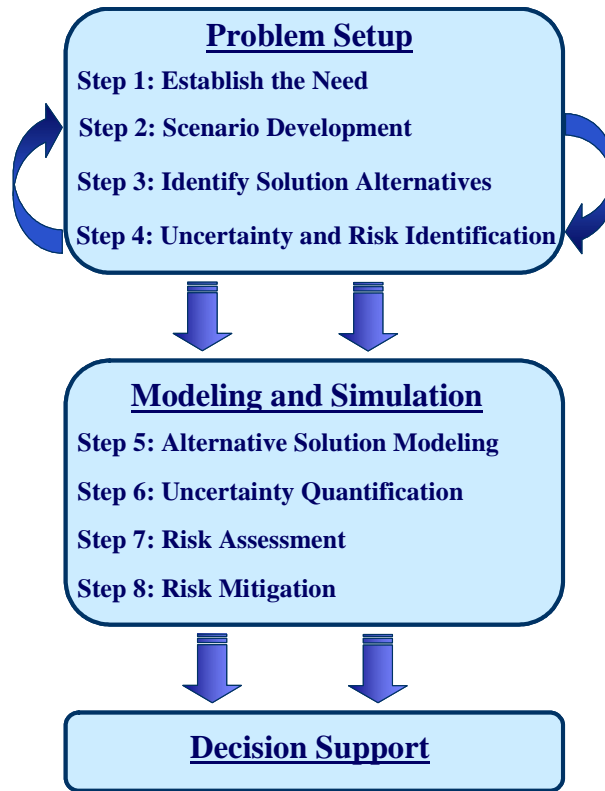 Problem Setup
Step 1: Establish the Need
Step 2: Scenario Development
Step 3: Identify Solution Alternatives
Step 4: Uncertainty and Risk Identification
Modeling and Simulation
Step 5: Alternative Solution Modeling
Step 6: Uncertainty Quantification
Step 7: Risk Assessment
Step 8: Risk Mitigation
Decision Support